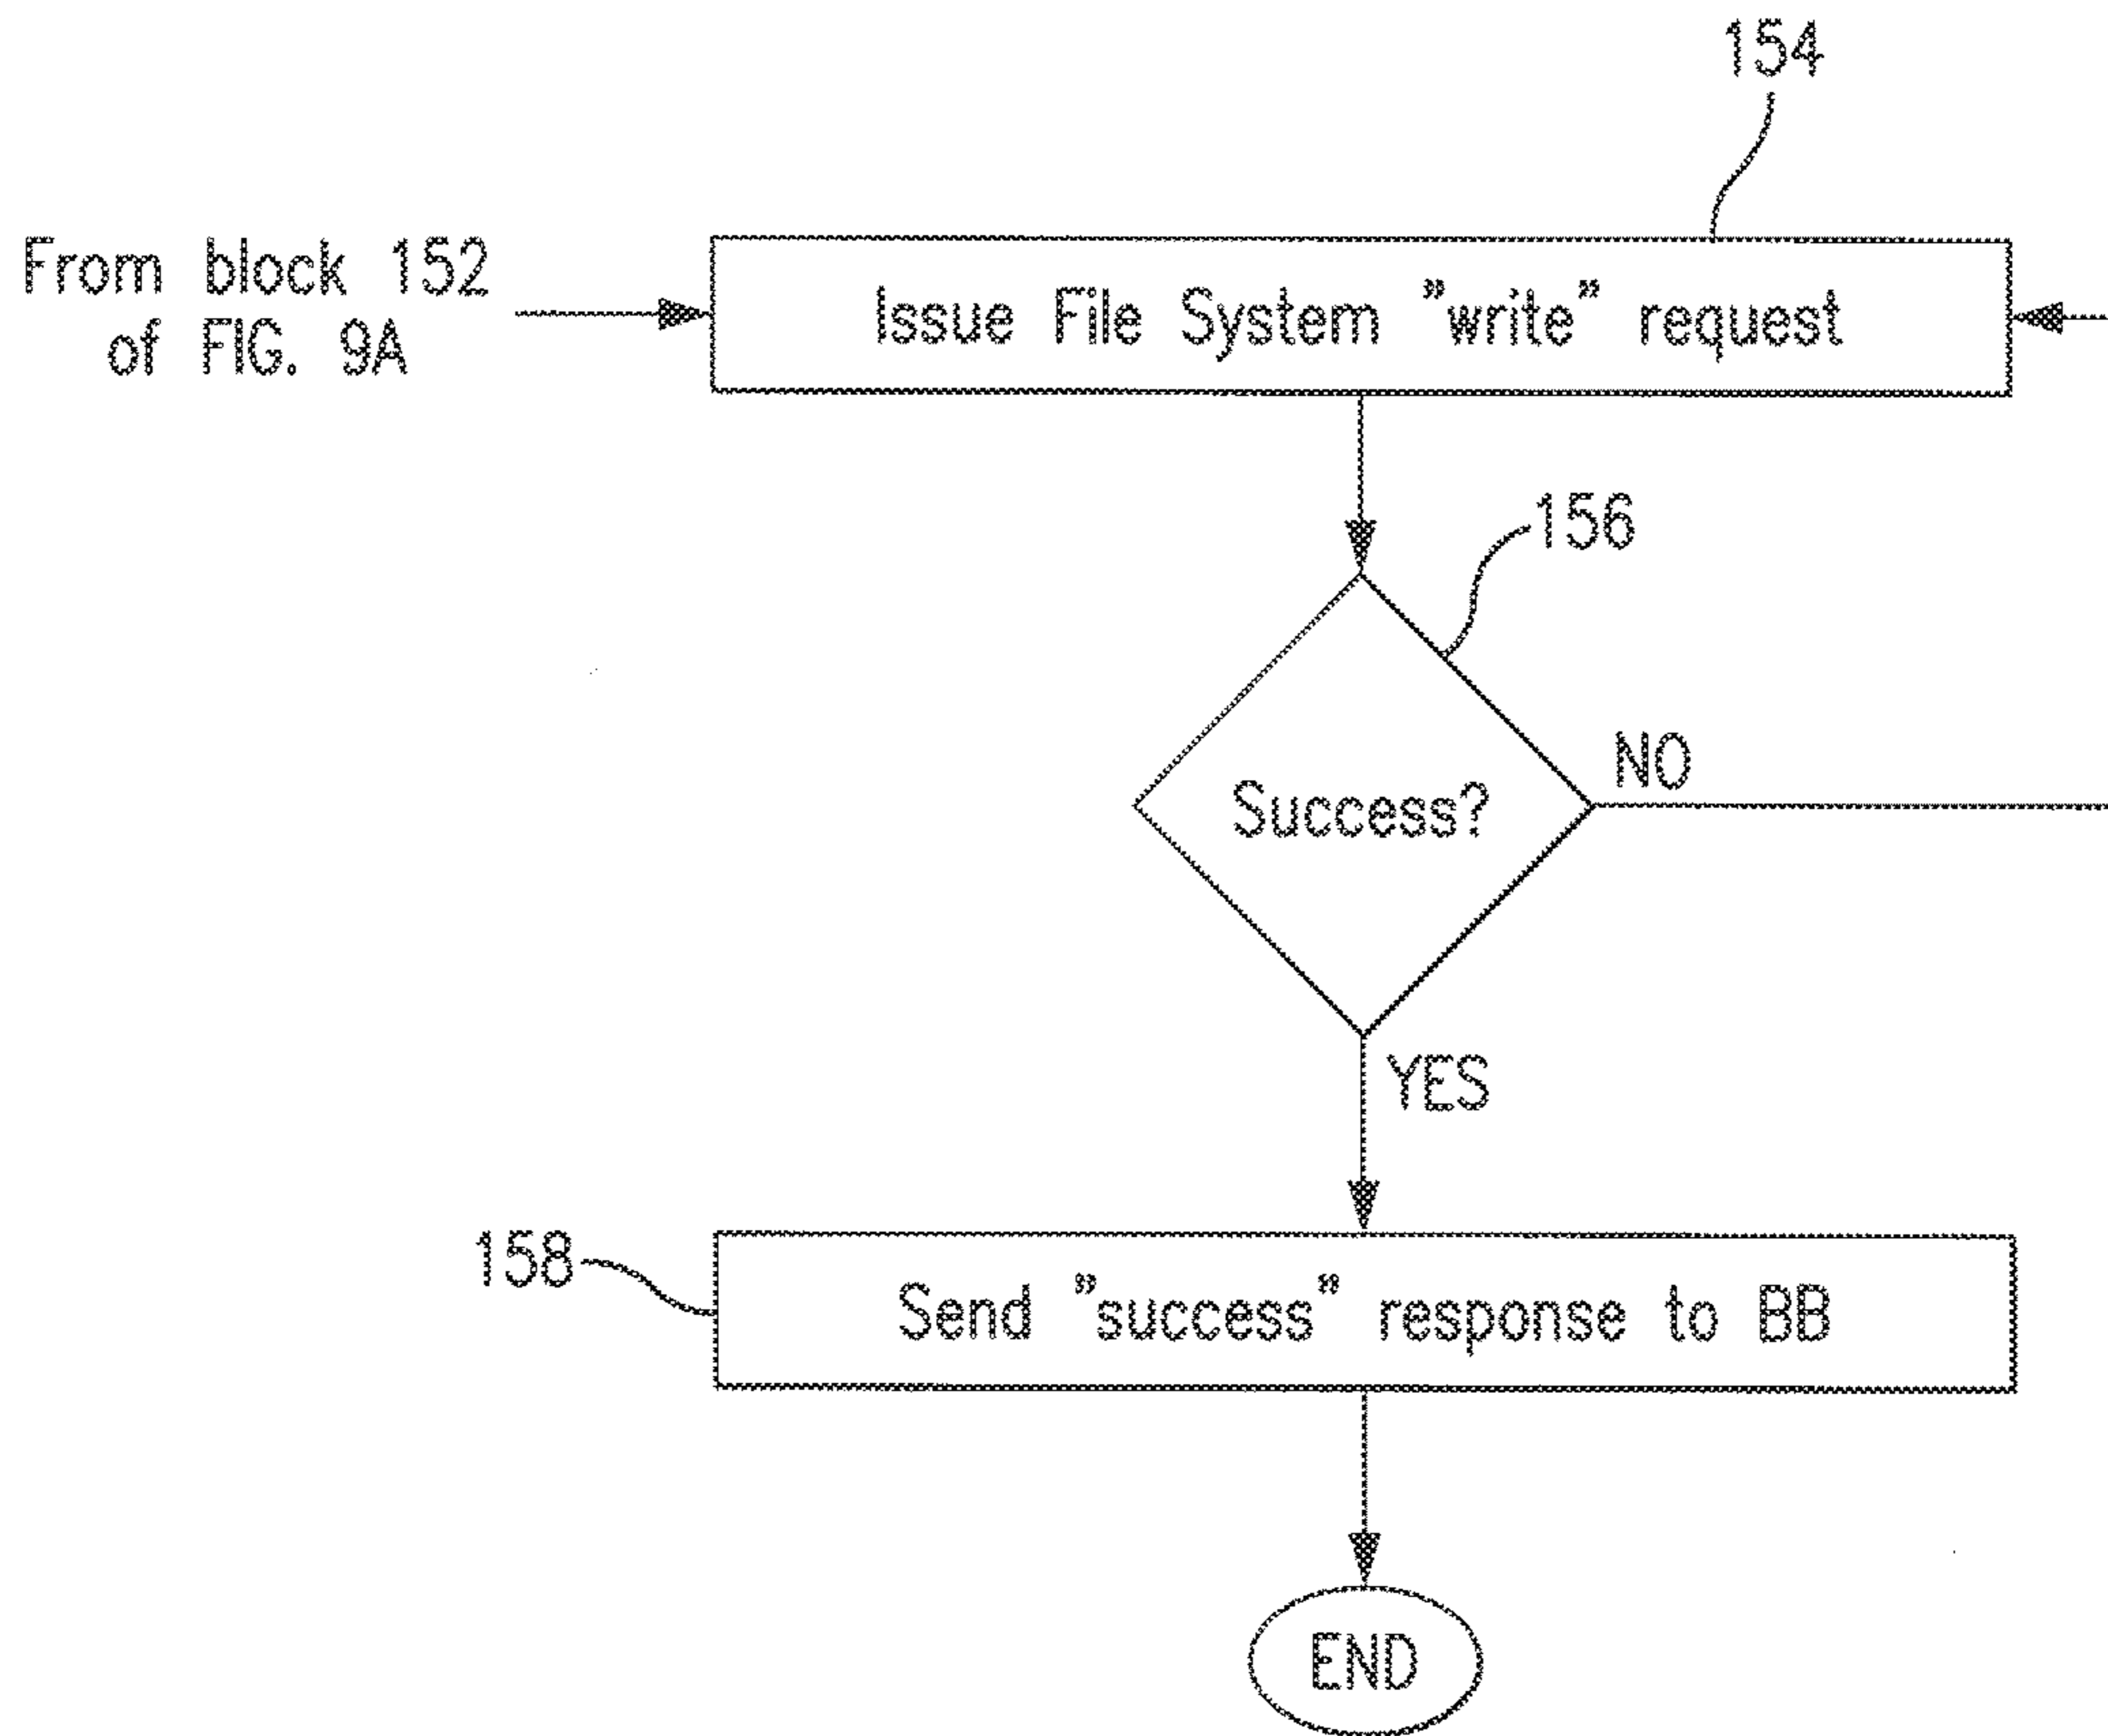 154
From block 152
of FIG. 9A
Issue File System "write" request
156
Success?
NO
YES
158
Send "success" response to BB
END